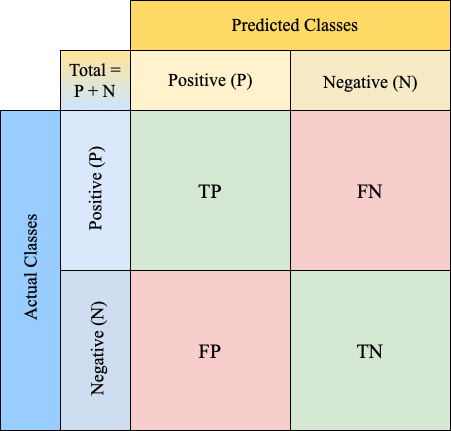 Predicted Classes
Total =
P + N
Positive (P)
Negative (N)
Actual Classes
Positive (P)
TP
FN
Negative (N)
FP
TN